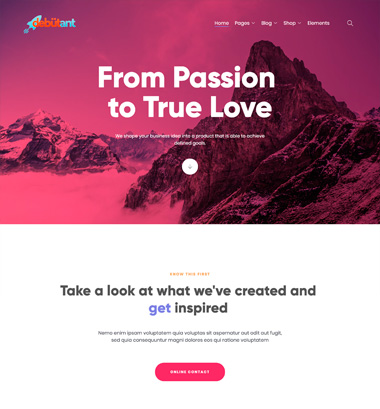 debütant
Home Pages Blog Shop Elements
From Passion
to True Love
We shape your business idea into a product that is able to achieve
defined goals.
KNOW THIS FIRST
Take a look at what we've created and
get inspired
Nemo enim ipsam voluptatem quia voluptas sit aspernatur aut odit aut fugit,
sed quia consequuntur magni dolores eos qui ratione voluptatem
ONLINE CONTACT